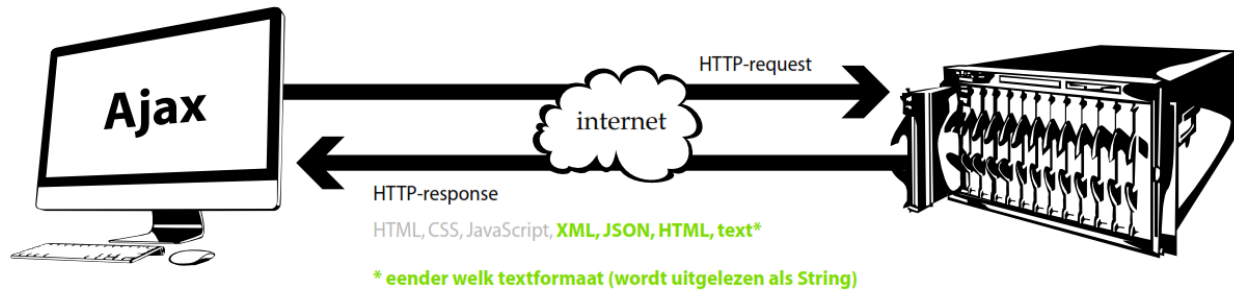 Ajax
HTTP-request
internet
HTTP-response
HTML, CSS, JavaScript, XML, JSON, HTML, text*
* eender welk textformaat (wordt uitgelezen als String)